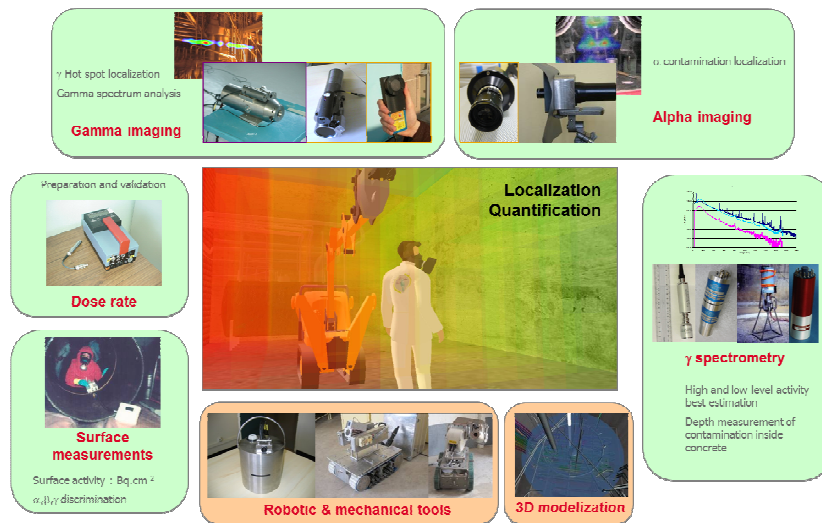 γ Hot spot localization
Gamma spectrum analysis
Gamma imaging
α contamination localization
Alpha imaging
Preparation and validation
Dose rate
Localization
Quantification
γ spectrometry
High and low level activity
best estimation
Depth measurement of
contamination inside
concrete
Surface
measurements
Surface activity : Bq.cm⁻²
α,β,γ discrimination
Robotic & mechanical tools
3D modelization